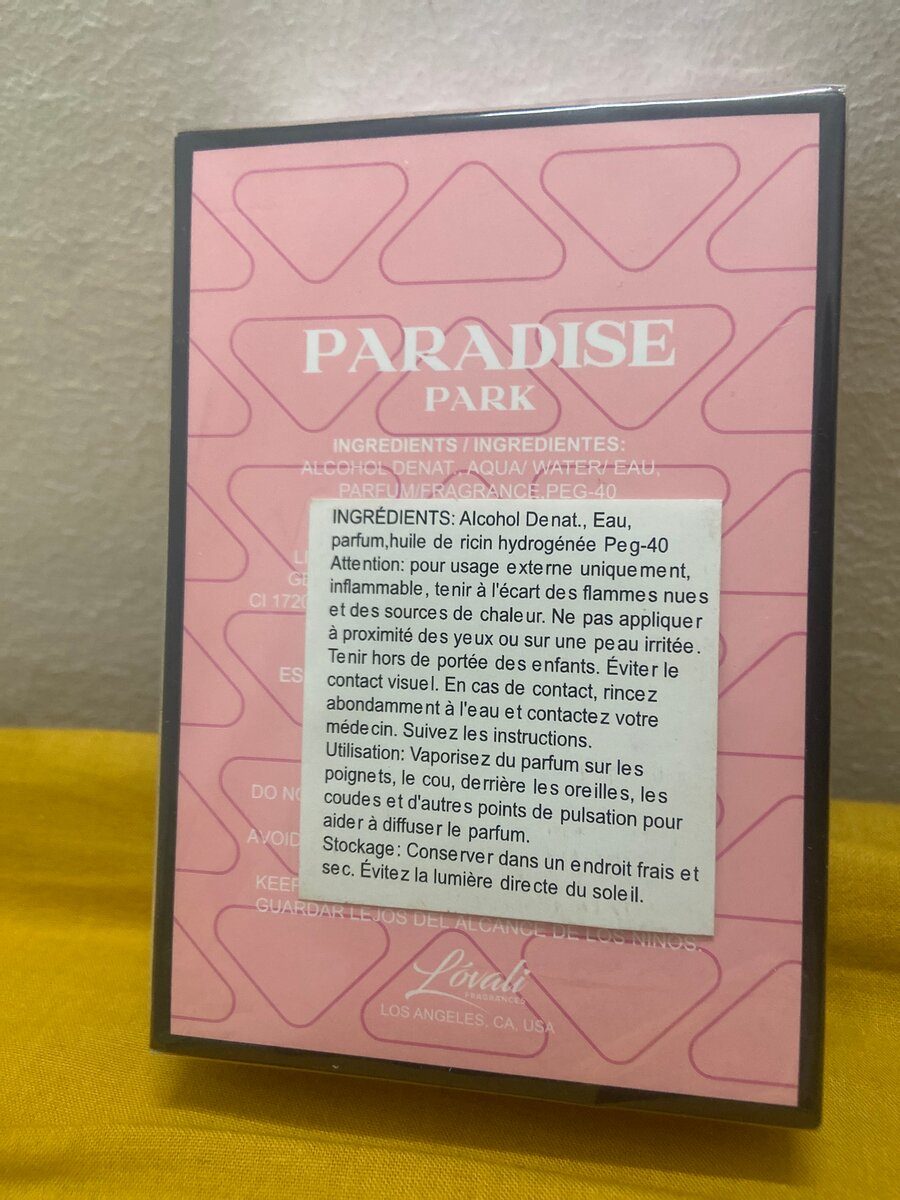 PARADISE
PARK
INGREDIENTS / INGREDIENTES:
ALCOHOL DENAT., AQUA/ WATER/ EAU,
PARFUM/FRAGRANCE,PEG-40
INGRÉDIENTS: Alcohol Denat., Eau,
parfum,huile de ricin hydrogénée Peg-40
Attention: pour usage externe uniquement,
inflammable, tenir à l'écart des flammes nues
et des sources de chaleur. Ne pas appliquer
à proximité des yeux ou sur une peau irritée.
Tenir hors de portée des enfants. Éviter le
contact visuel. En cas de contact, rincez
abondamment à l'eau et contactez votre
médecin. Suivez les instructions.
Utilisation: Vaporisez du parfum sur les
poignets, le cou, derrière les oreilles, les
coudes et d'autres points de pulsation pour
aider à diffuser le parfum.
Stockage: Conserver dans un endroit frais et
sec. Évitez la lumière directe du soleil.
CI
DO
AVOID
KEEP
GUARDAR LEJOS DEL ALCANCE DE LOS NIÑOS.
L'óvali
FRAGRANCES
LOS ANGELES, CA, USA